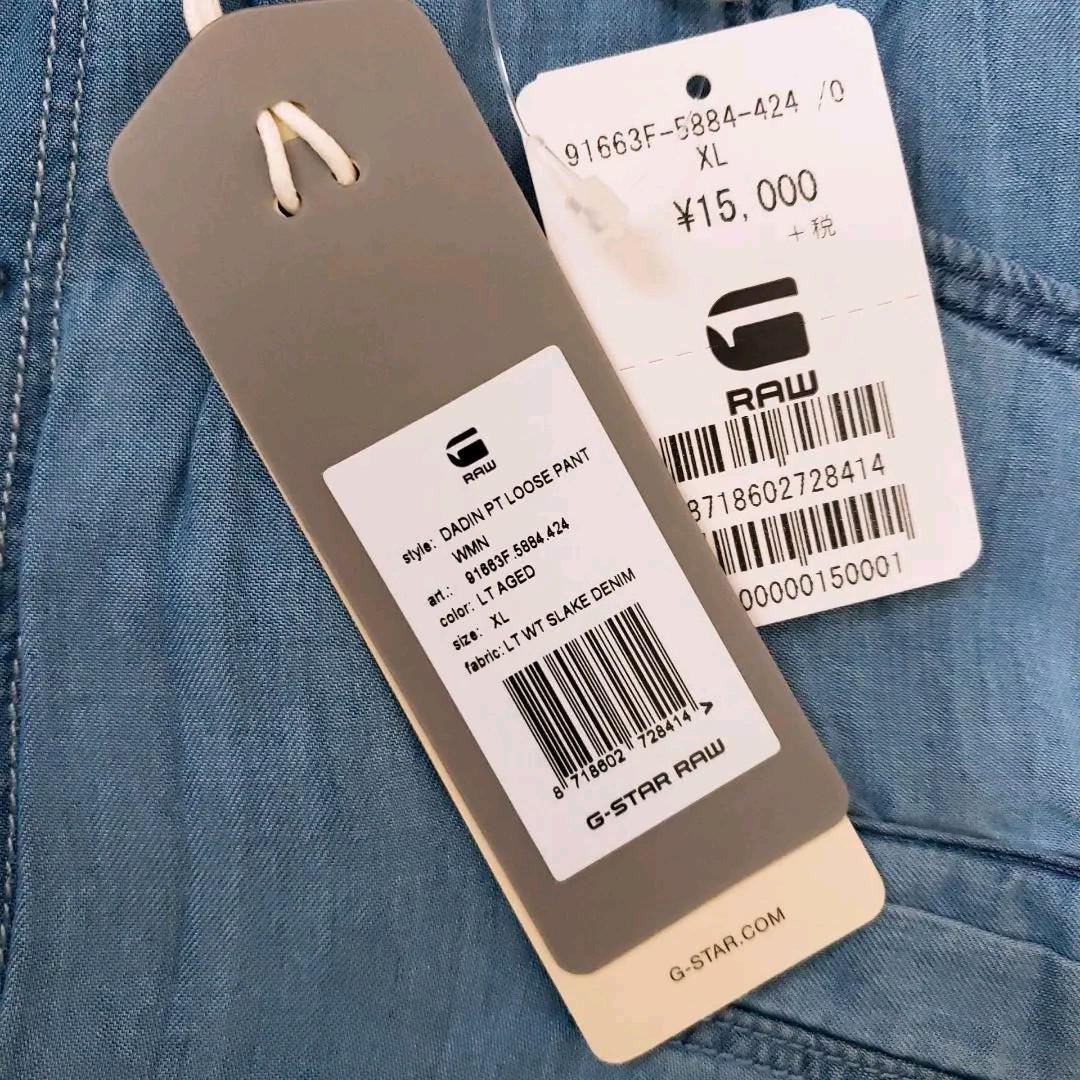 91663F-5884-424 /0
XL
¥15,000
+税
RAW
8718602728414
00000150001
RAW
style: DADIN PT LOOSE PANT
WMN
art.: 91663F.5884.424
color: LT AGED
size: XL
fabric: LT WT SLAKE DENIM
8 718602 728414 >
G-STAR RAW
G-STAR.COM